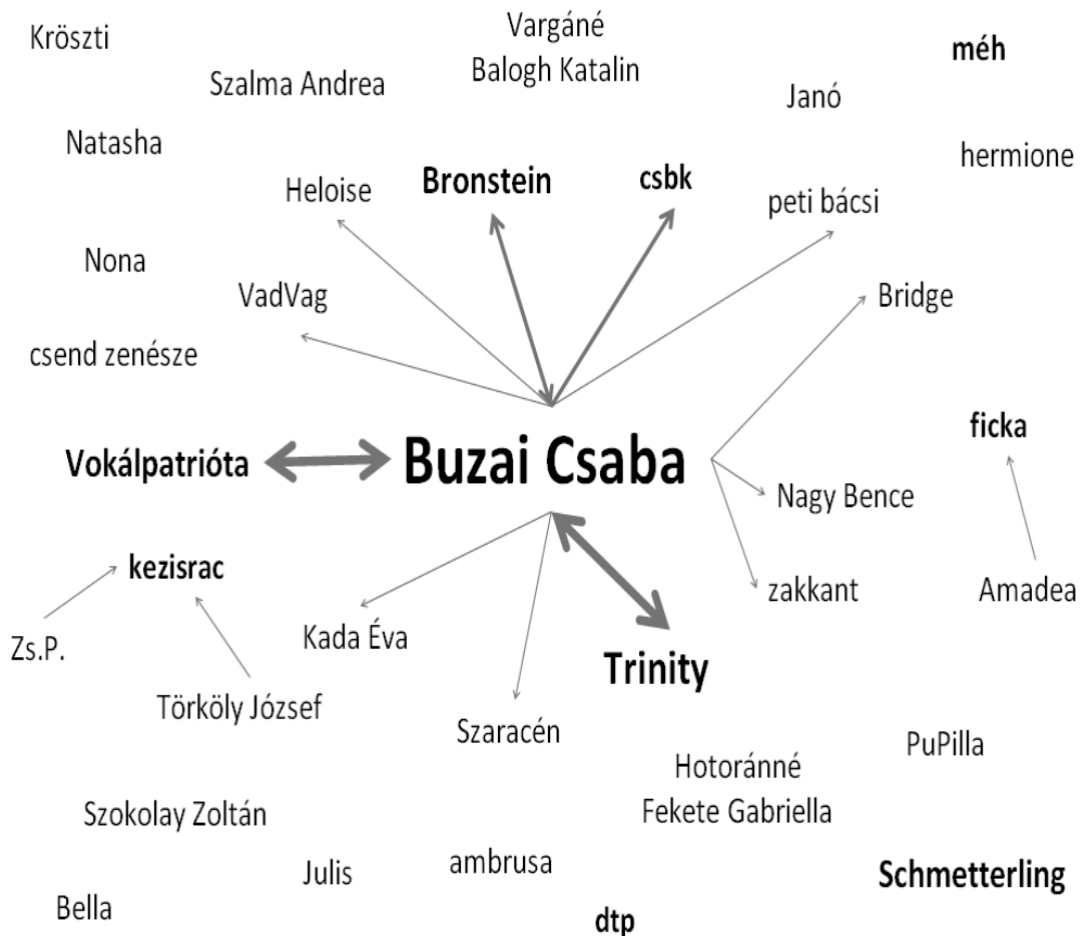 Kröszti
Vargáné
Balogh Katalin
méh
Szalma Andrea
Janó
Natasha
hermione
Heloise
Bronstein
csbk
peti bácsi
Nona
VadVag
Bridge
csend zenésze
ficka
Vokálpatrióta
Buzai Csaba
Nagy Bence
kezisrac
zakkant
Amadea
Zs.P.
Kada Éva
Trinity
Törköly József
Szaracén
PuPilla
Hotoránné
Fekete Gabriella
Szokolay Zoltán
Julis
ambrusa
Schmetterling
Bella
dtp